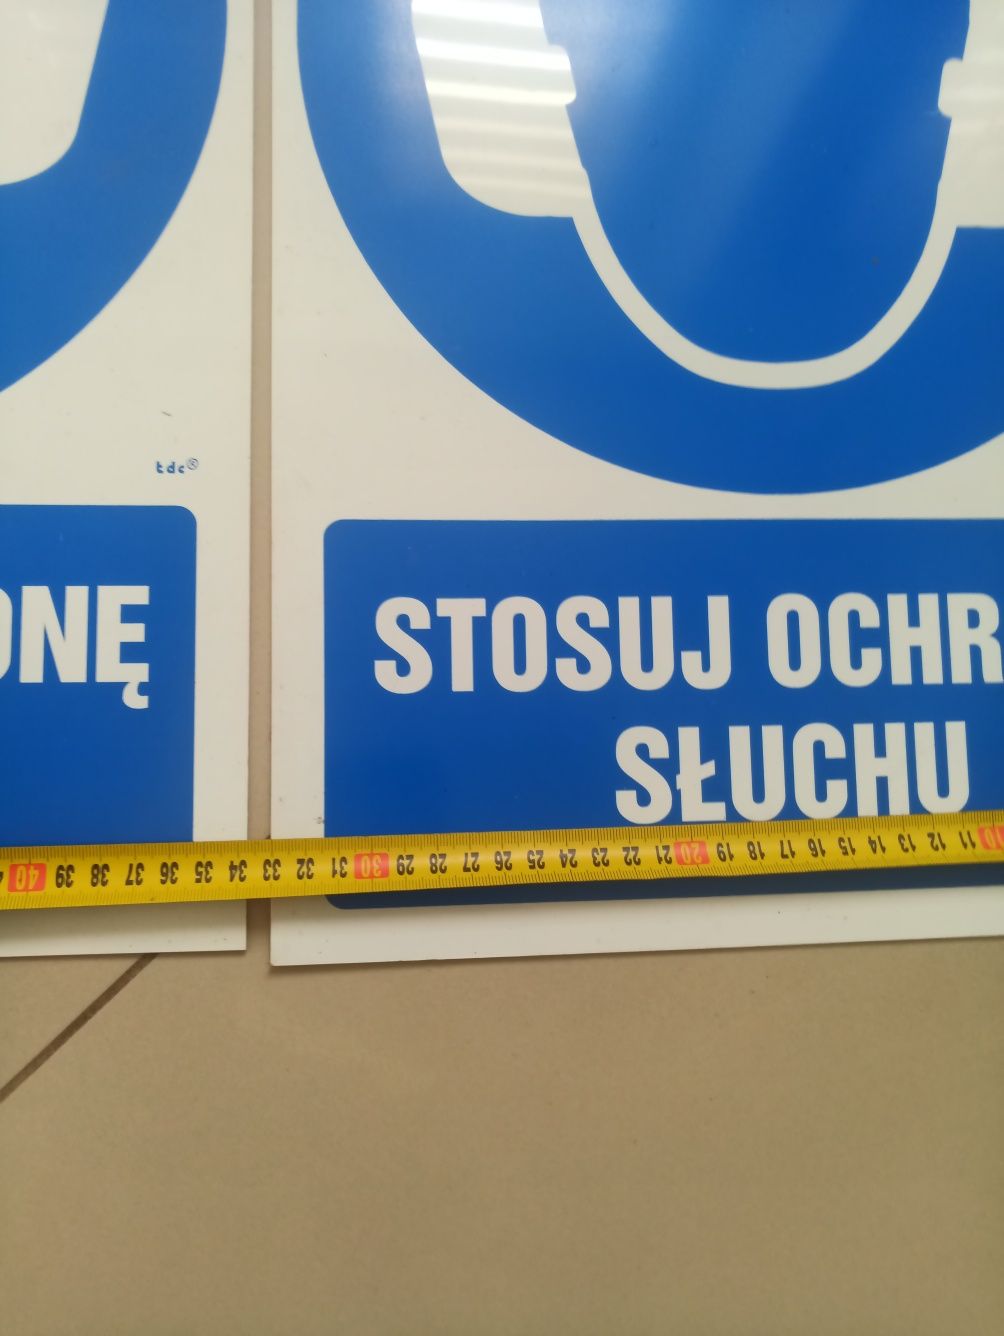 tdc®
ONĘ
STOSUJ OCHR
SŁUCHU
40 39 38 37 36 35 34 33 32 31 30 29 28 27 26 25 24 23 22 21 20 19 18 17 16 15 14 13 12 11 10